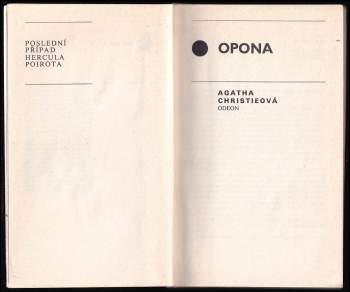 POSLEDNÍ
PŘÍPAD
HERCULA
POIROTA
OPONA
AGATHA
CHRISTIEOVÁ
ODEON